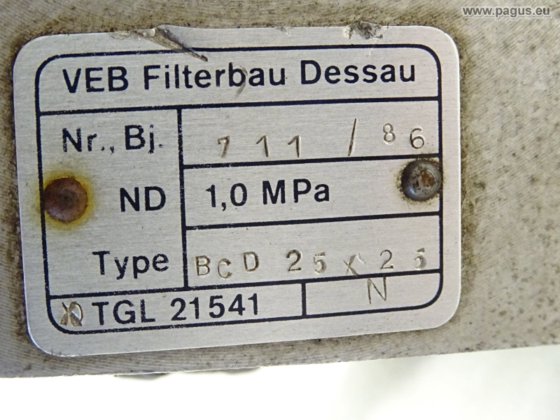 www.pagus.eu
VEB Filterbau Dessau
Nr., Bj. 711 / 86
ND 1,0 MPa
Type BCD 25x25
TGL 21541 N